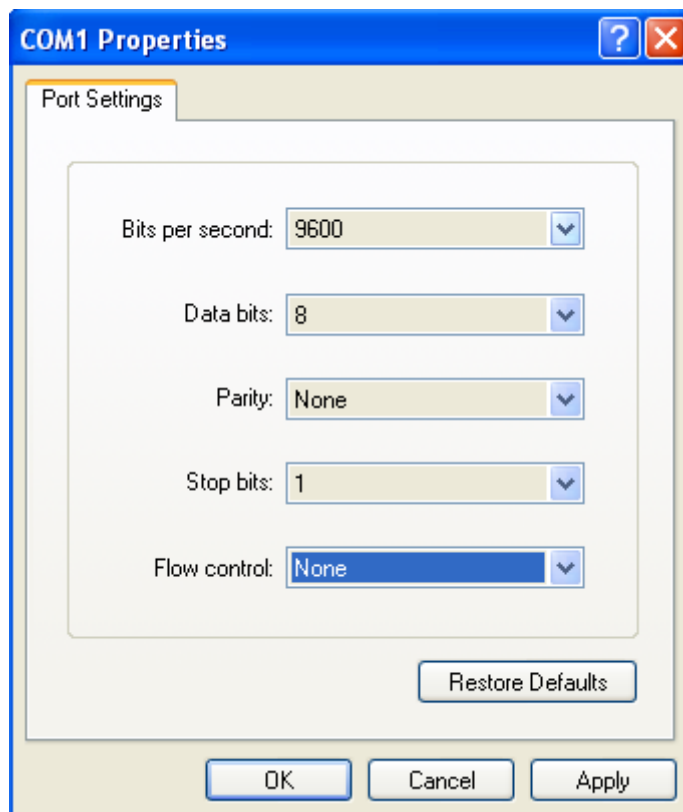 COM1 Properties
Port Settings
Bits per second: 9600
Data bits: 8
Parity: None
Stop bits: 1
Flow control: None
Restore Defaults
OK Cancel Apply